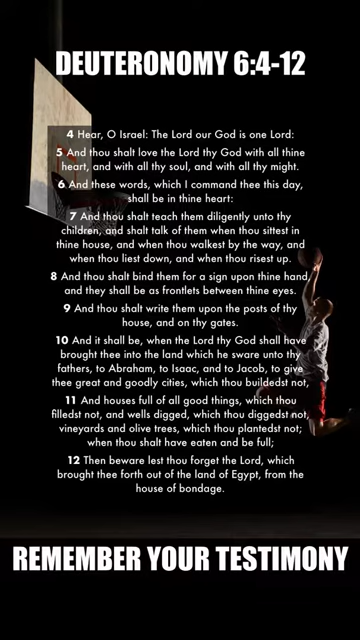 DEUTERONOMY 6:4-12
4 Hear, O Israel: The Lord our God is one Lord:
5 And thou shalt love the Lord thy God with all thine
heart, and with all thy soul, and with all thy might.
6 And these words, which I command thee this day,
shall be in thine heart:
7 And thou shalt teach them diligently unto thy
children, and shalt talk of them when thou sittest in
thine house, and when thou walkest by the way, and
when thou liest down, and when thou risest up.
8 And thou shalt bind them for a sign upon thine hand,
and they shall be as frontlets between thine eyes.
9 And thou shalt write them upon the posts of thy
house, and on thy gates.
10 And it shall be, when the Lord thy God shall have
brought thee into the land which he sware unto thy
fathers, to Abraham, to Isaac, and to Jacob, to give
thee great and goodly cities, which thou buildedst not,
11 And houses full of all good things, which thou
filledst not, and wells digged, which thou diggedst not,
vineyards and olive trees, which thou plantedst not;
when thou shalt have eaten and be full;
12 Then beware lest thou forget the Lord, which
brought thee forth out of the land of Egypt, from the
house of bondage.
REMEMBER YOUR TESTIMONY